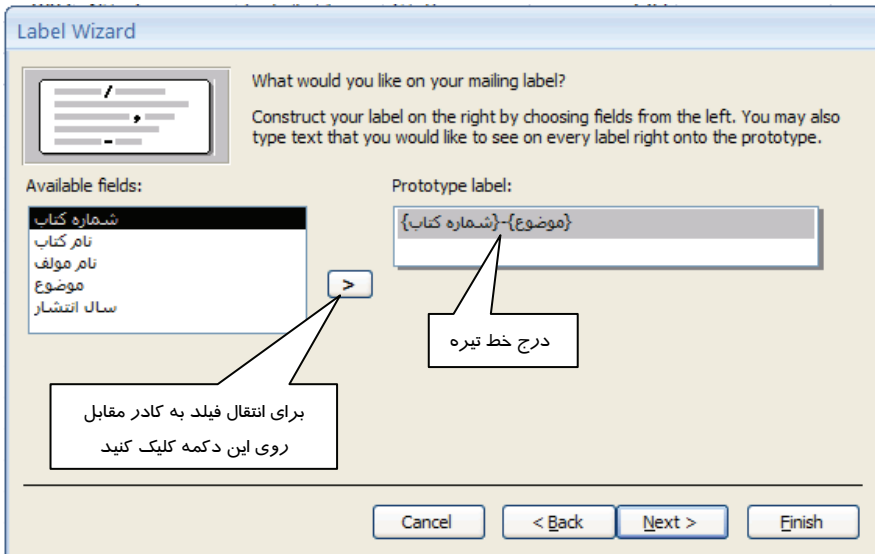 Label Wizard
What would you like on your mailing label?
Construct your label on the right by choosing fields from the left. You may also
type text that you would like to see on every label right onto the prototype.
Available fields:
Prototype label:
شماره کتاب
نام کتاب
نام مولف
موضوع
سال انتشار
>
{شماره کتاب}-{موضوع}
درج خط تیره
برای انتقال فیلد به کادر مقابل
روی این دکمه کلیک کنید
Cancel
< Back
Next >
Finish